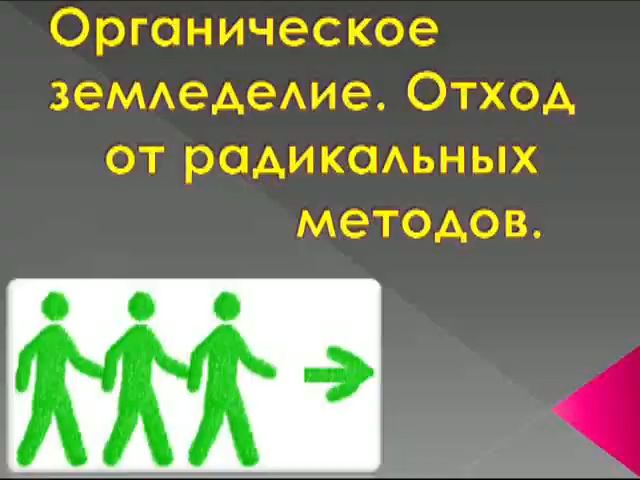 Органическое
земледелие. Отход
от радикальных
методов.